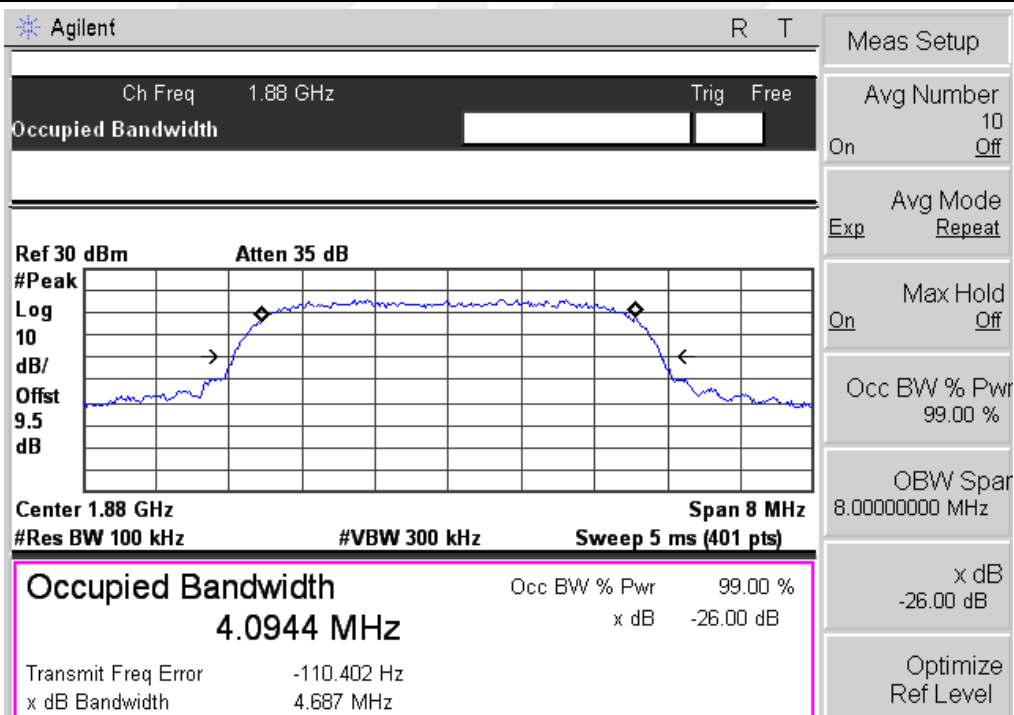 Agilent R T
Ch Freq 1.88 GHz Trig Free
Occupied Bandwidth
Ref 30 dBm Atten 35 dB
#Peak
Log
10
dB/
Offst
9.5
dB
Center 1.88 GHz Span 8 MHz
#Res BW 100 kHz #VBW 300 kHz Sweep 5 ms (401 pts)
Occupied Bandwidth Occ BW % Pwr 99.00 %
4.0944 MHz x dB -26.00 dB
Transmit Freq Error -110.402 Hz
x dB Bandwidth 4.687 MHz
Meas Setup
Avg Number
10
On Off
Avg Mode
Exp Repeat
Max Hold
On Off
Occ BW % Pwr
99.00 %
OBW Span
8.00000000 MHz
x dB
-26.00 dB
Optimize
Ref Level